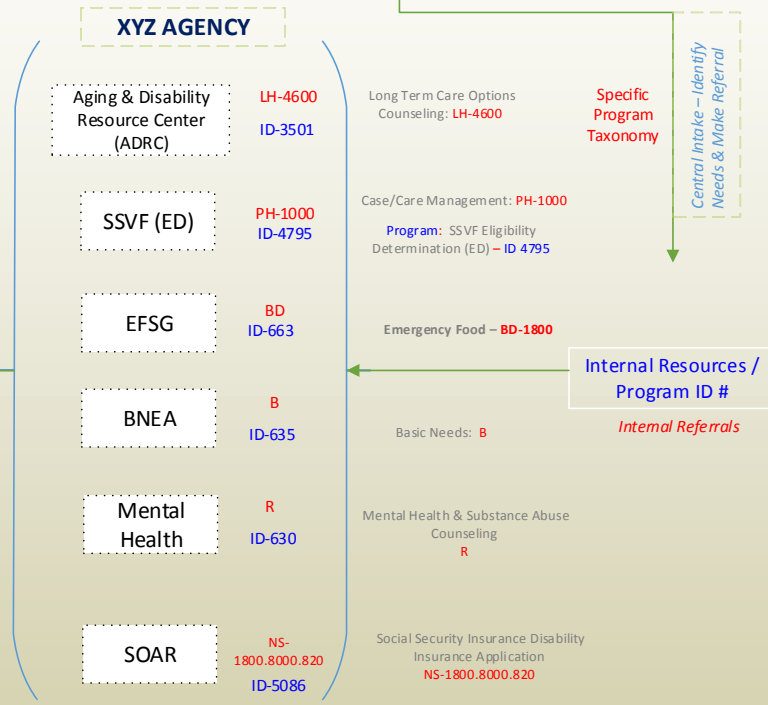 XYZ AGENCY
Aging & Disability
Resource Center
(ADRC)
LH-4600
ID-3501
Long Term Care Options
Counseling: LH-4600
Specific
Program
Taxonomy
Central Intake – Identify
Needs & Make Referral
SSVF (ED)
PH-1000
ID-4795
Case/Care Management: PH-1000
Program: SSVF Eligibility
Determination (ED) – ID 4795
EFSG
BD
ID-663
Emergency Food – BD-1800
Internal Resources /
Program ID #
Internal Referrals
BNEA
B
ID-635
Basic Needs: B
Mental
Health
R
ID-630
Mental Health & Substance Abuse
Counseling
R
SOAR
NS-
1800.8000.820
ID-5086
Social Security Insurance Disability
Insurance Application
NS-1800.8000.820